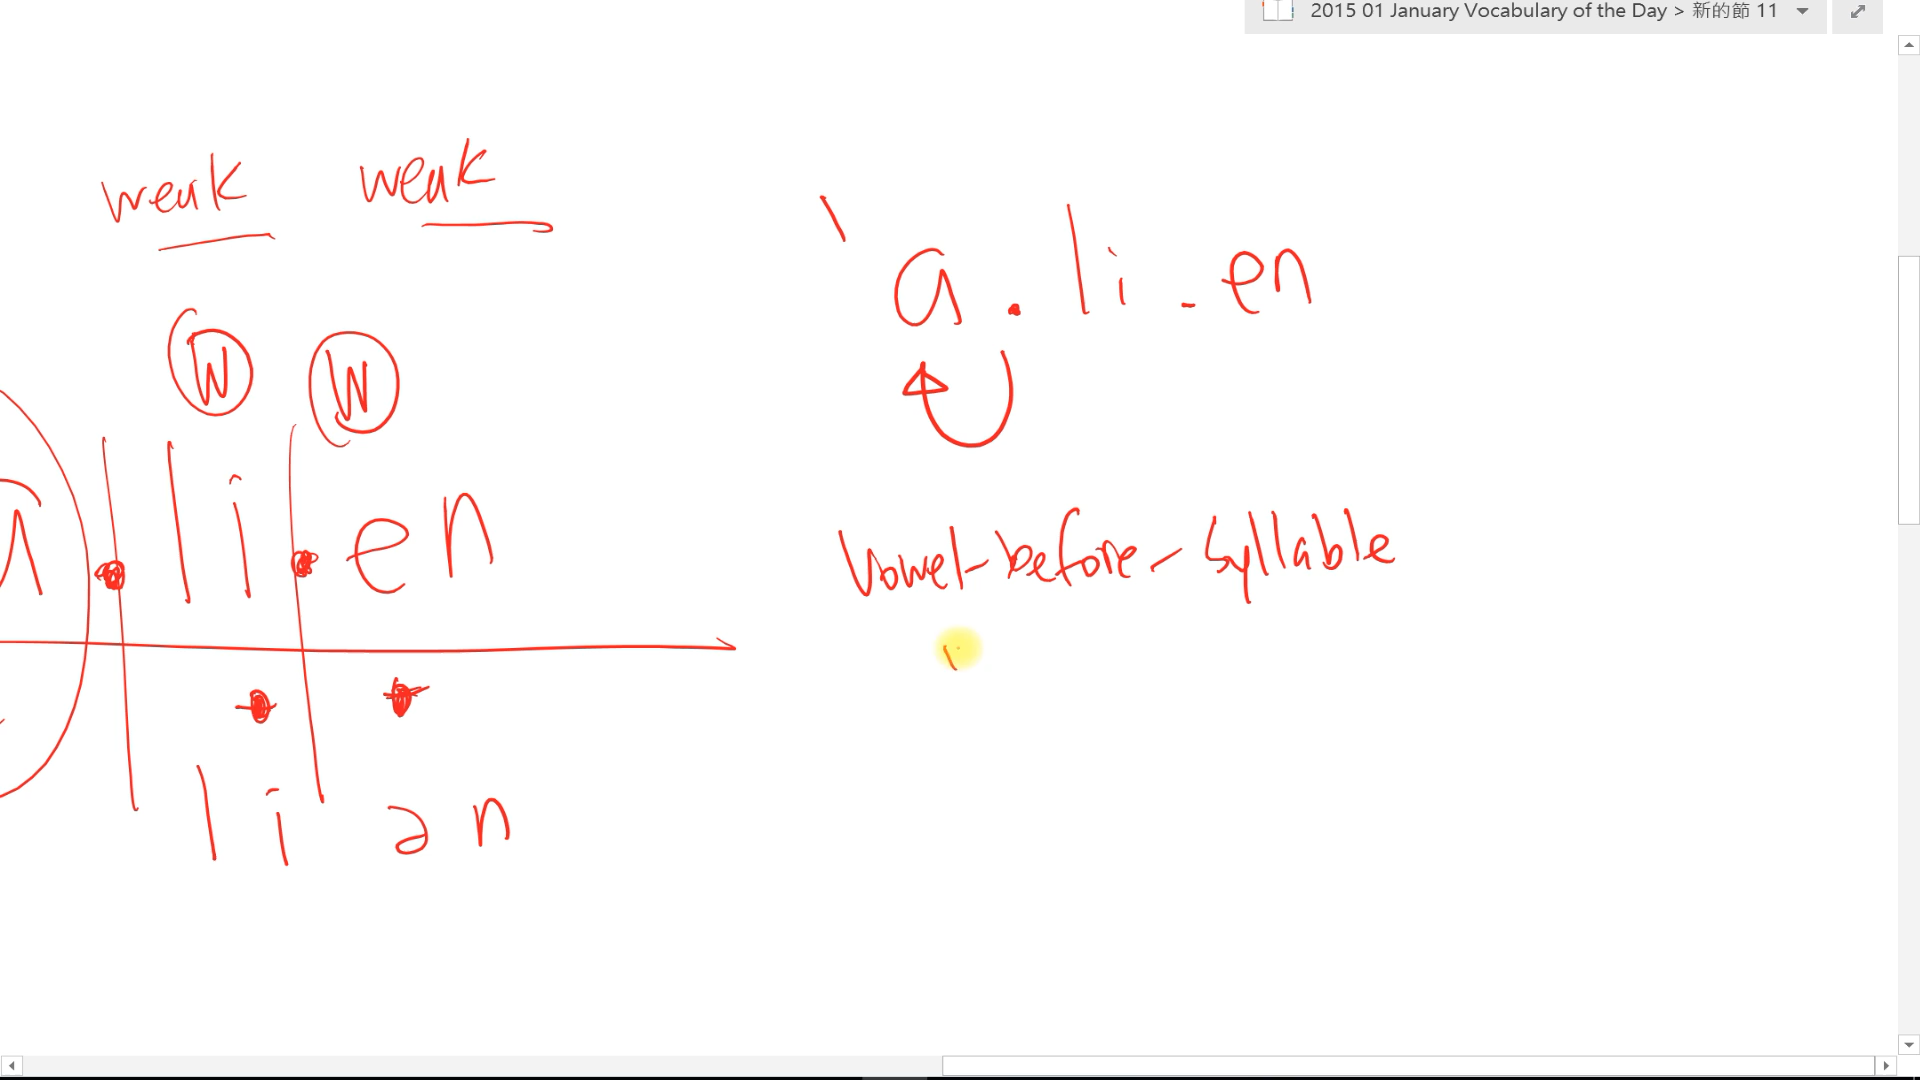 2015 01 January Vocabulary of the Day > 新的節 11
weak weak
a . li . en
W W
li . en
vowel-before-syllable
li ə n